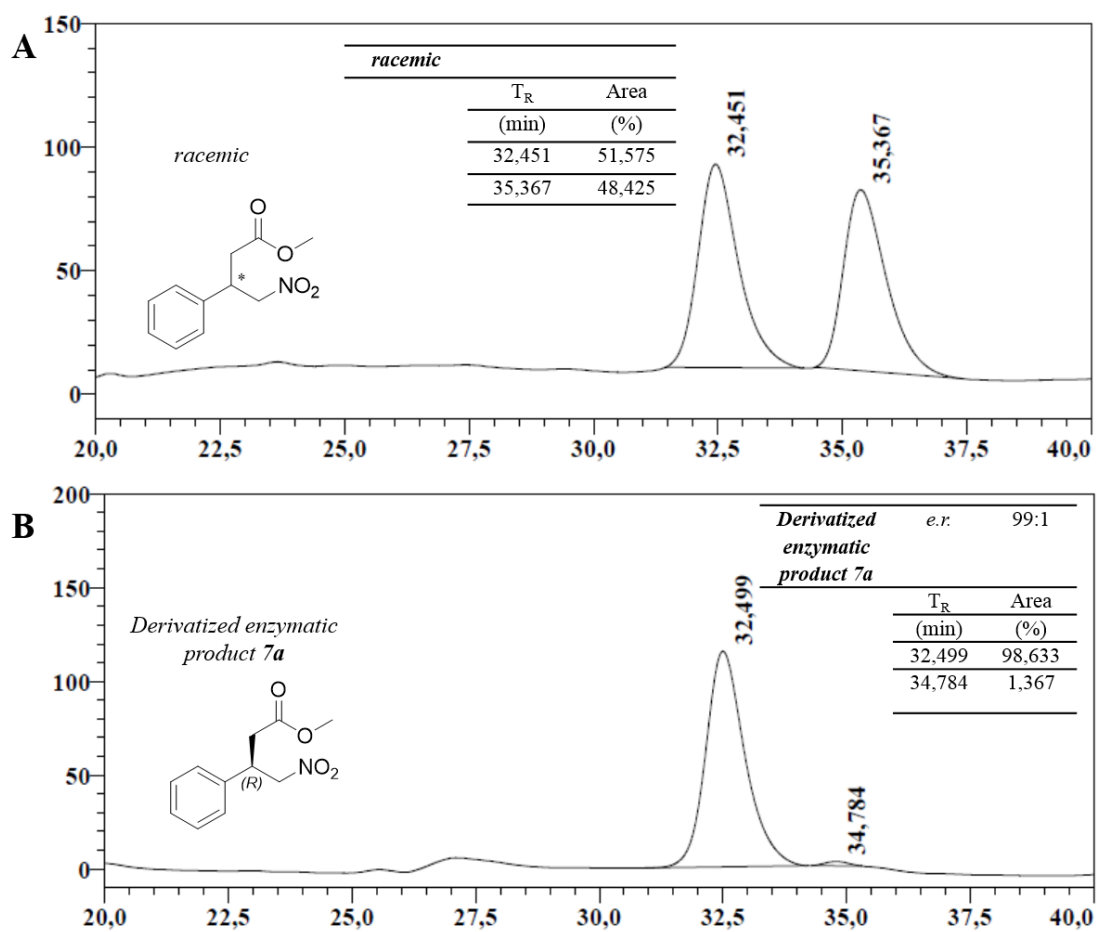 A
150
100
50
0
racemic
T_R Area
(min) (%)
32,451 51,575
35,367 48,425
32,451
35,367
racemic
O
O
*
NO2
20,0 22,5 25,0 27,5 30,0 32,5 35,0 37,5 40,0
B
200
150
100
50
0
Derivatized e.r. 99:1
enzymatic
product 7a
T_R Area
(min) (%)
32,499 98,633
34,784 1,367
32,499
34,784
Derivatized enzymatic
product 7a
O
O
NO2
(R)
20,0 22,5 25,0 27,5 30,0 32,5 35,0 37,5 40,0